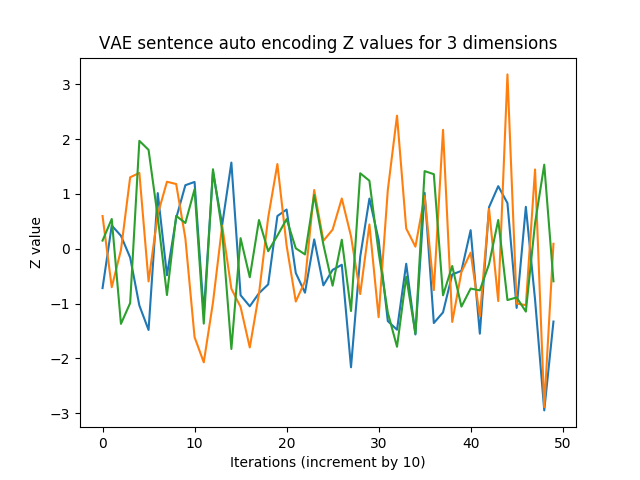 VAE sentence auto encoding Z values for 3 dimensions
3
2
1
0
−1
−2
−3
Z value
0 10 20 30 40 50
Iterations (increment by 10)